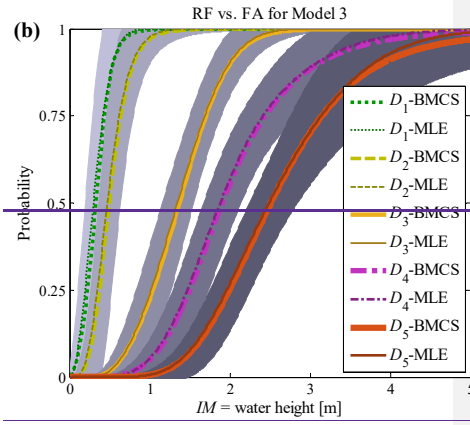 RF vs. FA for Model 3
(b)
1
0.75
0.5
0.25
0
Probability
D1-BMCS
D1-MLE
D2-BMCS
D2-MLE
D3-BMCS
D3-MLE
D4-BMCS
D4-MLE
D5-BMCS
D5-MLE
0 1 2 3 4 5
IM = water height [m]